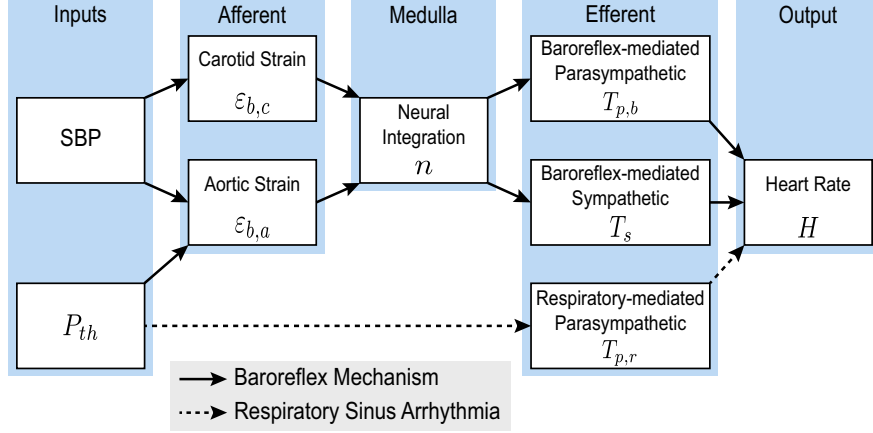 Inputs
Afferent
Medulla
Efferent
Output
SBP
P_{th}
Carotid Strain
ε_{b,c}
Aortic Strain
ε_{b,a}
Neural
Integration
n
Baroreflex-mediated
Parasympathetic
T_{p,b}
Baroreflex-mediated
Sympathetic
T_s
Respiratory-mediated
Parasympathetic
T_{p,r}
Heart Rate
H
Baroreflex Mechanism
Respiratory Sinus Arrhythmia